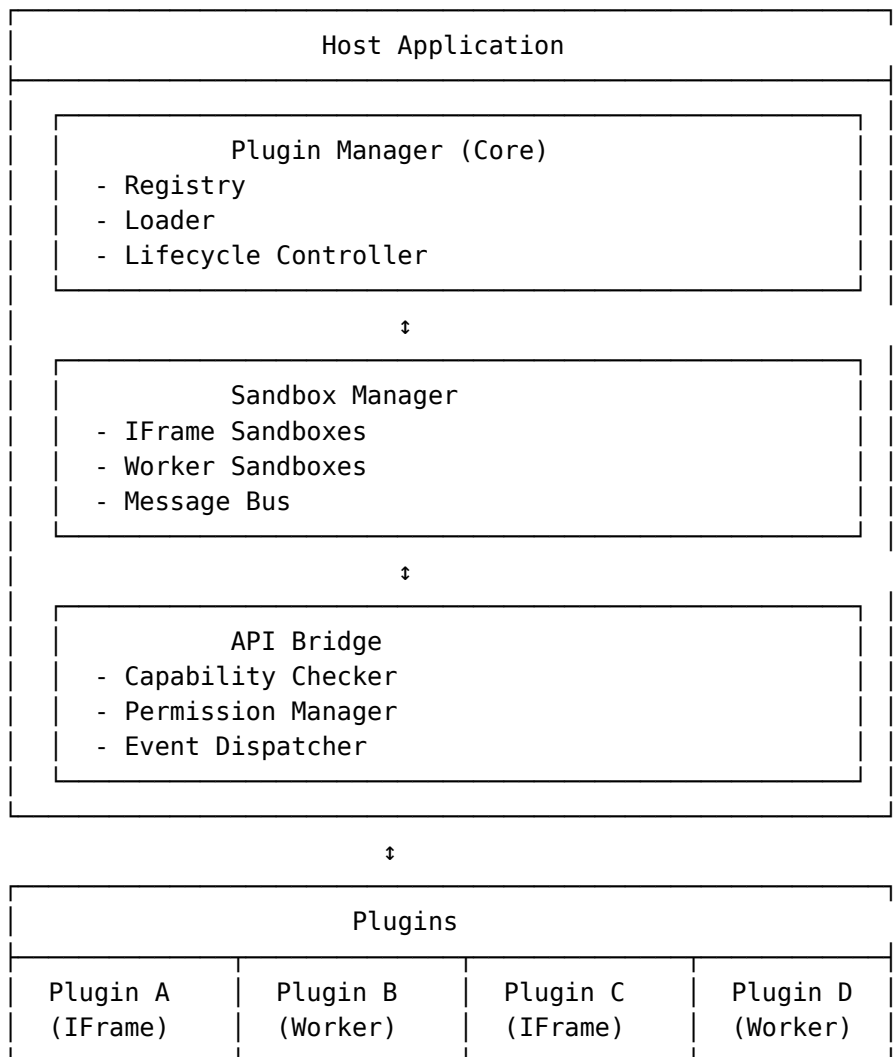 Host Application
Plugin Manager (Core)
- Registry
- Loader
- Lifecycle Controller
↕
Sandbox Manager
- IFrame Sandboxes
- Worker Sandboxes
- Message Bus
↕
API Bridge
- Capability Checker
- Permission Manager
- Event Dispatcher
↕
Plugins
Plugin A Plugin B Plugin C Plugin D
(IFrame) (Worker) (IFrame) (Worker)